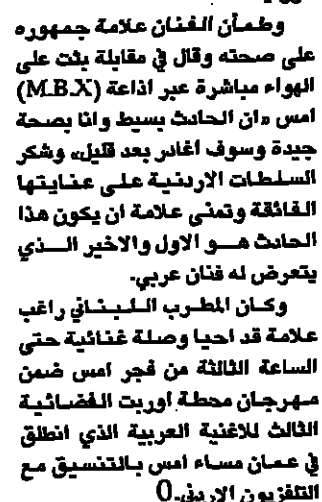 وطمأن الفنان علامة جمهوره
على صحته وقال في مقابلة بثت على
الهواء مباشرة عبر اذاعة (M.B.X)
امس «ان الحادث بسيط وانا بصحة
جيدة وسوف اغادر بعد قليل» وشكر
السلطات الاردنية على عنايتها
الفائقة وتمنى علامة ان يكون هذا
الحادث هو الاول والاخير الذي
يتعرض له فنان عربي.
وكان المطرب اللبناني راغب
علامة قد احيا وصلة غنائية حتى
الساعة الثالثة من فجر امس ضمن
مهرجان محطة اوربت الفضائية
الثالث للاغنية العربية الذي انطلق
في عمان مساء امس بالتنسيق مع
التلفزيون الاردني.0